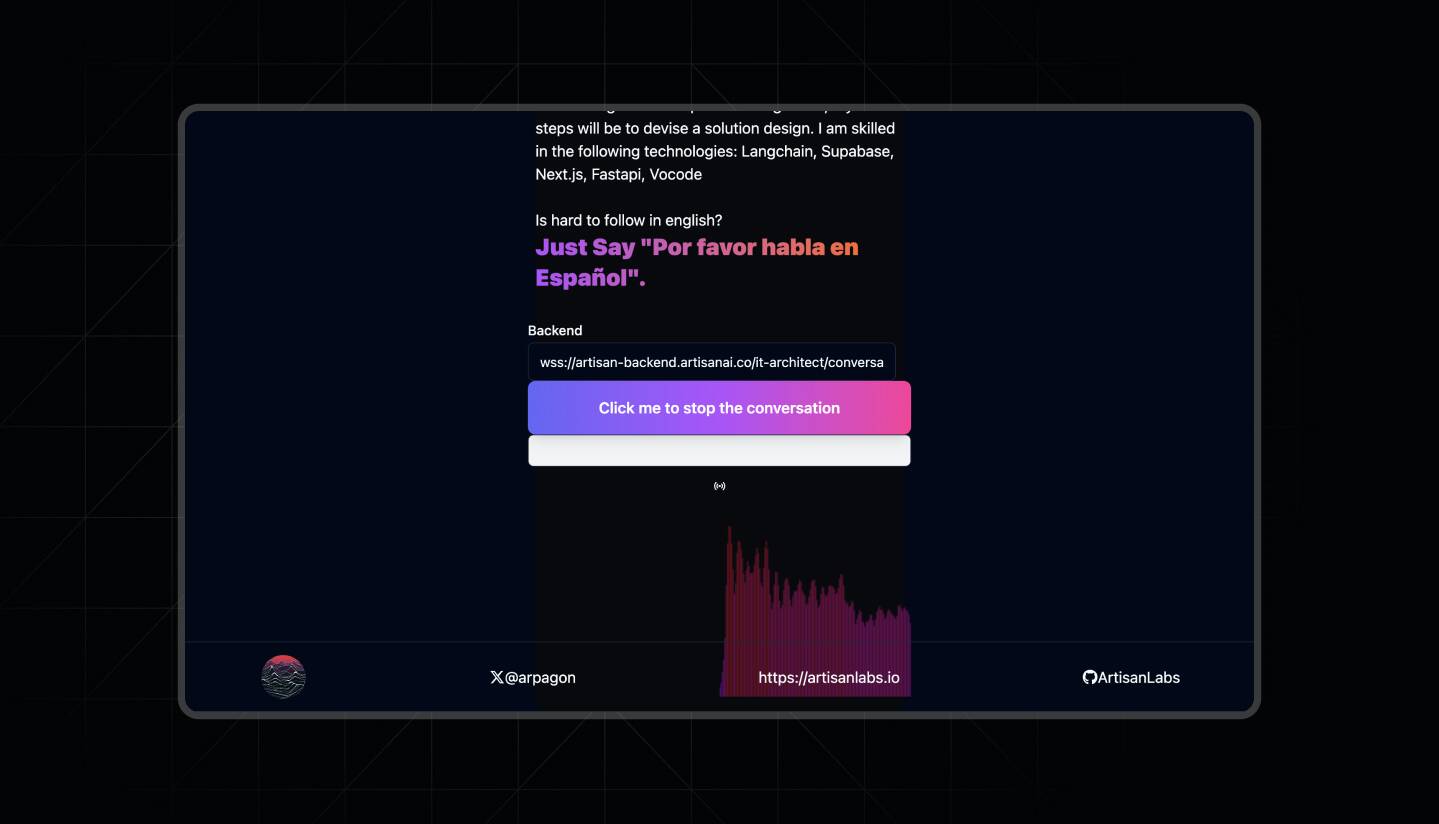 steps will be to devise a solution design. I am skilled
in the following technologies: Langchain, Supabase,
Next.js, Fastapi, Vocode
Is hard to follow in english?
Just Say "Por favor habla en
Español".
Backend
wss://artisan-backend.artisanai.co/it-architect/conversa
Click me to stop the conversation
@arpagon
https://artisanlabs.io
ArtisanLabs